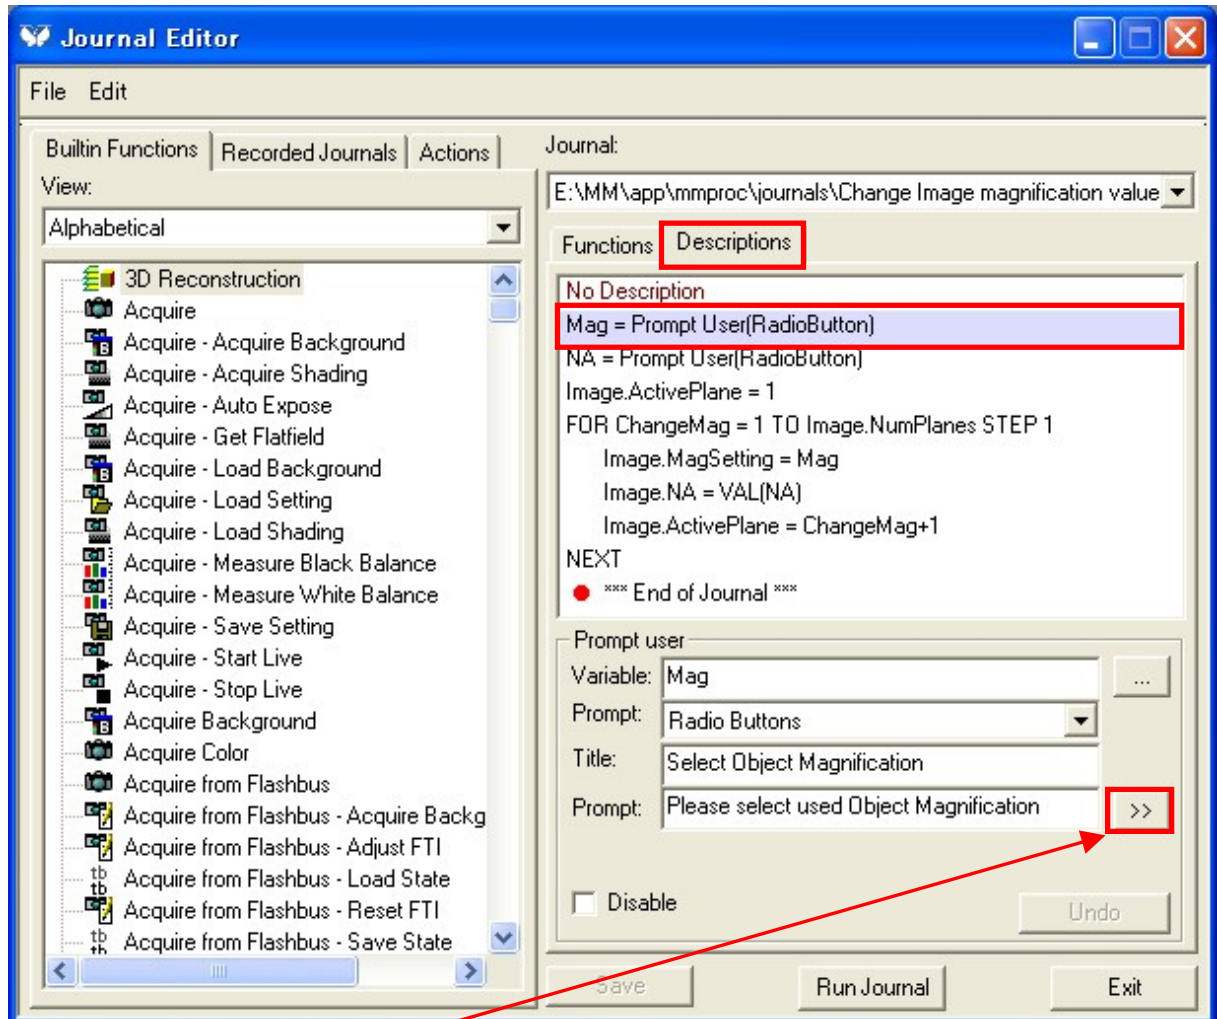 Journal Editor
File Edit
Builtin Functions Recorded Journals Actions
View:
Alphabetical
3D Reconstruction
Acquire
Acquire - Acquire Background
Acquire - Acquire Shading
Acquire - Auto Expose
Acquire - Get Flatfield
Acquire - Load Background
Acquire - Load Setting
Acquire - Load Shading
Acquire - Measure Black Balance
Acquire - Measure White Balance
Acquire - Save Setting
Acquire - Start Live
Acquire - Stop Live
Acquire Background
Acquire Color
Acquire from Flashbus
Acquire from Flashbus - Acquire Backg
Acquire from Flashbus - Adjust FTI
Acquire from Flashbus - Load State
Acquire from Flashbus - Reset FTI
Acquire from Flashbus - Save State
Journal:
E:\MM\app\mmproc\journals\Change Image magnification value
Functions Descriptions
No Description
Mag = Prompt User(RadioButton)
NA = Prompt User(RadioButton)
Image.ActivePlane = 1
FOR ChangeMag = 1 TO Image.NumPlanes STEP 1
Image.MagSetting = Mag
Image.NA = VAL(NA)
Image.ActivePlane = ChangeMag+1
NEXT
*** End of Journal ***
Prompt user
Variable: Mag ...
Prompt: Radio Buttons
Title: Select Object Magnification
Prompt: Please select used Object Magnification >>
Disable
Undo
Save Run Journal Exit